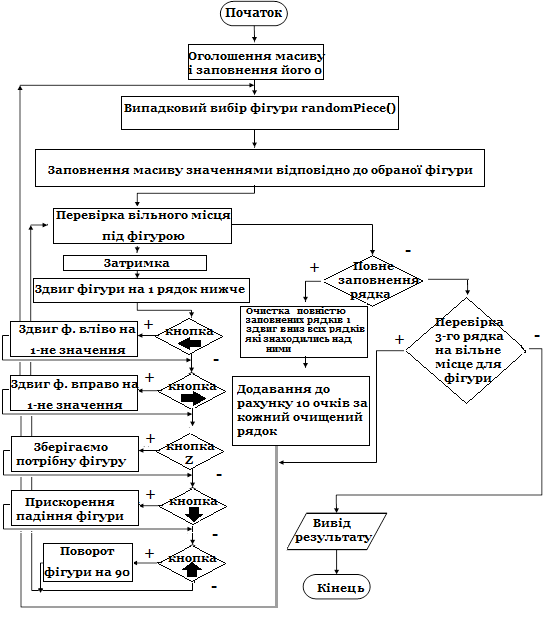 Початок
Оголошення масиву
і заповнення його 0
Випадковий вибір фігури randomPiece()
Заповнення масиву значеннями відповідно до обраної фігури
Перевірка вільного місця
під фігурою
Затримка
Здвиг фігури на 1 рядок нижче
кнопка
+
-
Здвиг ф. вліво на
1-не значення
кнопка
+
-
Здвиг ф. вправо на
1-не значення
кнопка
Z
+
-
Зберігаємо
потрібну фігуру
кнопка
+
-
Прискорення
падіння фігури
кнопка
+
-
Поворот
фігури на 90
Повне
заповнення
рядка
+
-
Очистка повністю
заповнених рядків і
здвиг вниз всіх рядків
які знаходились над
ними
Додавання до
рахунку 10 очків за
кожний очищений
рядок
Перевірка
3-го рядка
на вільне
місце для
фігури
+
-
Вивід
результату
Кінець